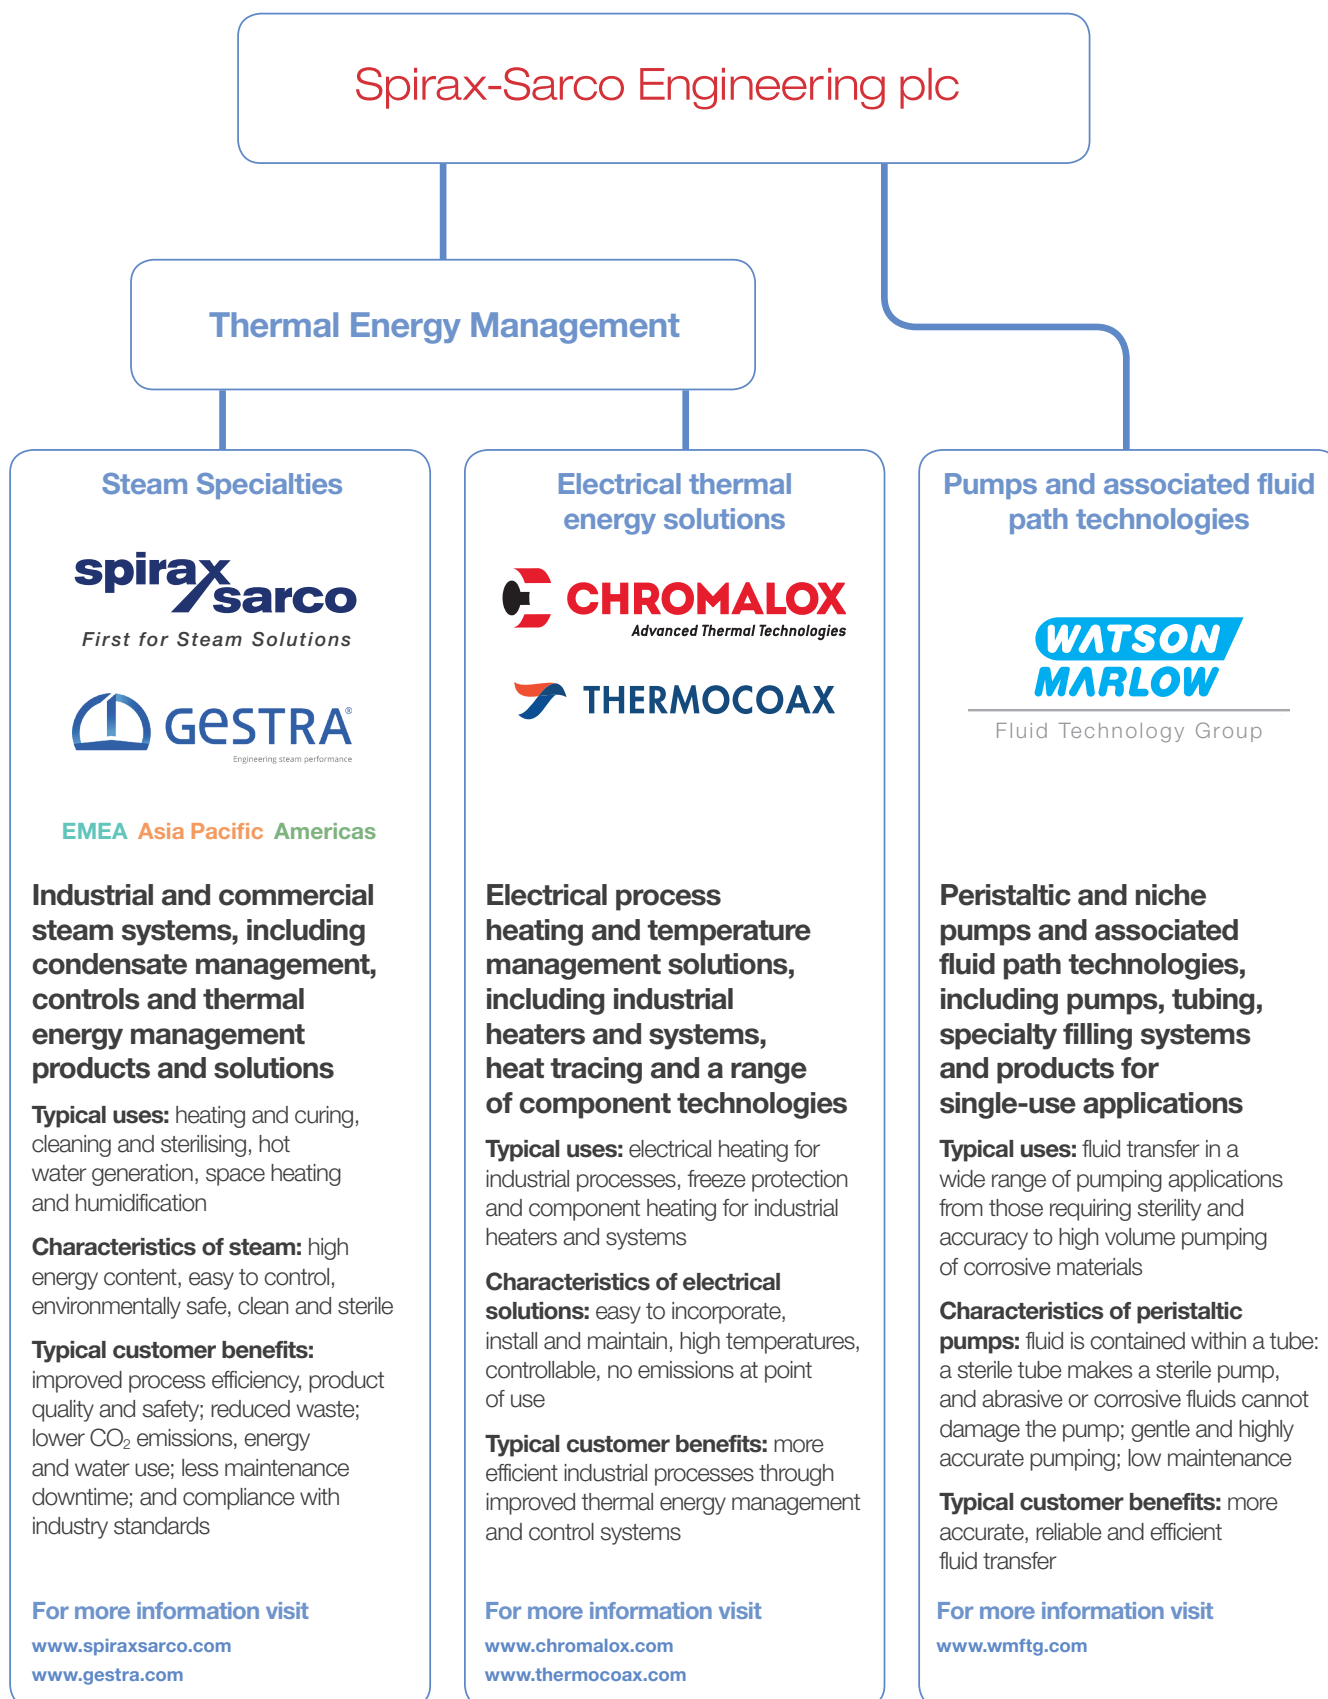 Spirax-Sarco Engineering plc
Thermal Energy Management
Steam Specialties
spirax
sarco
First for Steam Solutions
GESTRA®
Engineering steam performance
EMEA Asia Pacific Americas
Industrial and commercial
steam systems, including
condensate management,
controls and thermal
energy management
products and solutions
Typical uses: heating and curing,
cleaning and sterilising, hot
water generation, space heating
and humidification
Characteristics of steam: high
energy content, easy to control,
environmentally safe, clean and sterile
Typical customer benefits:
improved process efficiency, product
quality and safety; reduced waste;
lower CO₂ emissions, energy
and water use; less maintenance
downtime; and compliance with
industry standards
For more information visit
www.spiraxsarco.com
www.gestra.com
Electrical thermal
energy solutions
CHROMALOX
Advanced Thermal Technologies
THERMOCOAX
Electrical process
heating and temperature
management solutions,
including industrial
heaters and systems,
heat tracing and a range
of component technologies
Typical uses: electrical heating for
industrial processes, freeze protection
and component heating for industrial
heaters and systems
Characteristics of electrical
solutions: easy to incorporate,
install and maintain, high temperatures,
controllable, no emissions at point
of use
Typical customer benefits: more
efficient industrial processes through
improved thermal energy management
and control systems
For more information visit
www.chromalox.com
www.thermocoax.com
Pumps and associated fluid
path technologies
WATSON
MARLOW
Fluid Technology Group
Peristaltic and niche
pumps and associated
fluid path technologies,
including pumps, tubing,
specialty filling systems
and products for
single-use applications
Typical uses: fluid transfer in a
wide range of pumping applications
from those requiring sterility and
accuracy to high volume pumping
of corrosive materials
Characteristics of peristaltic
pumps: fluid is contained within a tube:
a sterile tube makes a sterile pump,
and abrasive or corrosive fluids cannot
damage the pump; gentle and highly
accurate pumping; low maintenance
Typical customer benefits: more
accurate, reliable and efficient
fluid transfer
For more information visit
www.wmftg.com